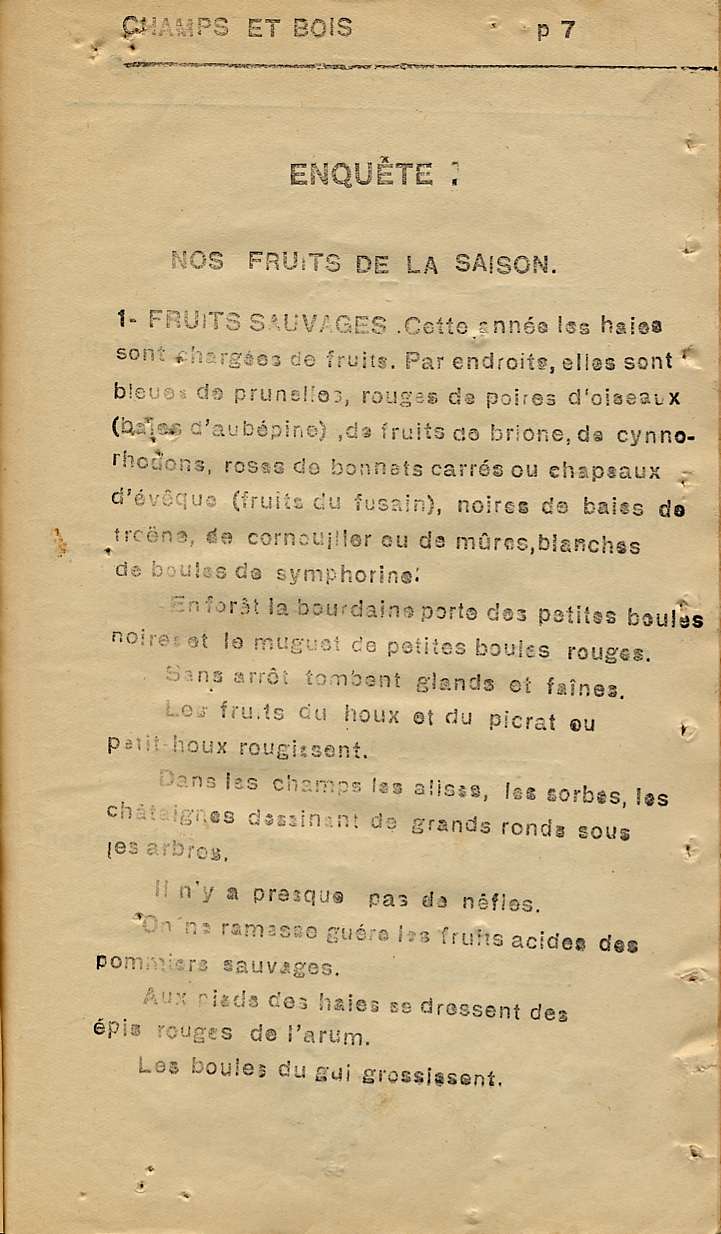 CHAMPS ET BOIS p 7
ENQUÊTE :
NOS FRUITS DE LA SAISON.
1- FRUITS SAUVAGES .Cette année les haies
sont chargées de fruits. Par endroits, elles sont
bleues de prunelles, rouges de poires d'oiseaux
(baies d'aubépine) ,de fruits de brione, de cynno-
rhodons, roses de bonnets carrés ou chapeaux
d'évêque (fruits du fusain), noires de baies de
troëne, de cornouiller ou de mûres,blanches
de boules de symphorine.
En forêt la bourdaine porte des petites boules
noires et le muguet de petites boules rouges.
Sans arrêt tombent glands et faînes.
Les fruits du houx et du picrat ou
petit-houx rougissent.
Dans les champs les alises, les sorbes, les
châtaignes dessinent de grands ronds sous
les arbres.
Il n'y a presque pas de nèfles.
On ne ramasse guére les fruits acides des
pommiers sauvages.
Aux pieds des haies se dressent des
épis rouges de l'arum.
Les boules du gui grossissent.